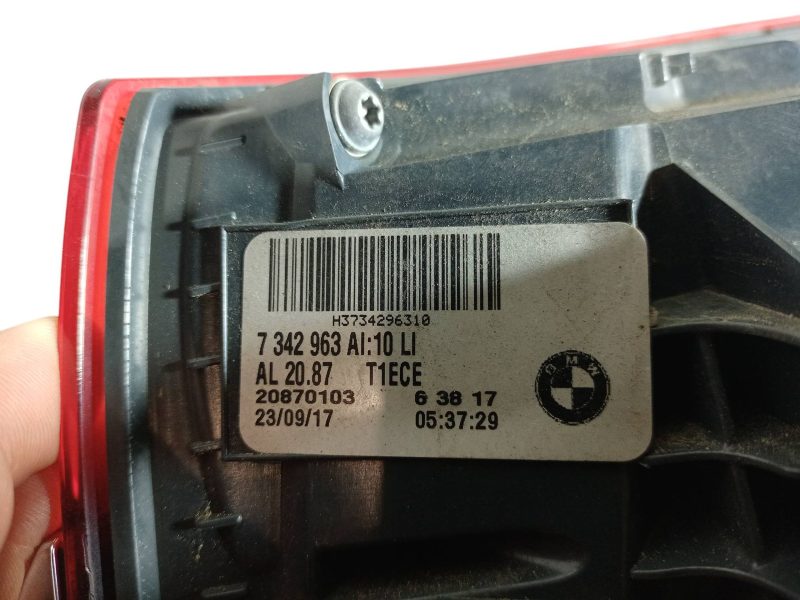 H3734296310
7 342 963 AI:10 LI
AL 20.87 T1ECE
20870103 6 38 17
23/09/17 05:37:29
BMW